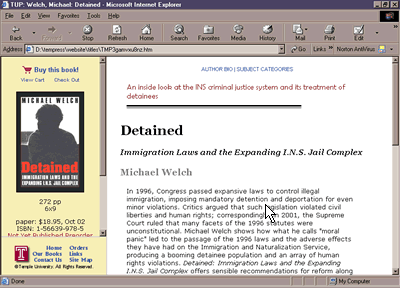 TUP: Welch, Michael: Detained - Microsoft Internet Explorer
File Edit View Favorites Tools Help
Back Forward Stop Refresh Home Search Favorites Media History Mail Print Edit
Address D:\tempress\website\titles\TMP3gamvxu8nz.htm Go Links » Norton AntiVirus
Buy this book!
View Cart Check Out
MICHAEL WELCH
Detained
IMMIGRATION LAWS AND THE
EXPANDING I.N.S. JAIL COMPLEX
272 pp
6x9
paper: $18.95, Oct 02
ISBN: 1-56639-978-5
Not Yet Published Preorder
Home Orders
Our Books Links
Contact Us Site Map
©Temple University. All Rights Reserved.
AUTHOR BIO | SUBJECT CATEGORIES
An inside look at the INS criminal justice system and its treatment of
detainees
Detained
Immigration Laws and the Expanding I.N.S. Jail Complex
Michael Welch
In 1996, Congress passed expansive laws to control illegal
immigration, imposing mandatory detention and deportation for even
minor violations. Critics argued that such legislation violated civil
liberties and human rights; correspondingly, in 2001, the Supreme
Court ruled that many facets of the 1996 statutes were
unconstitutional. Michael Welch shows how what he calls "moral
panic" led to the passage of the 1996 laws and the adverse effects
they have had on the Immigration and Naturalization Service,
producing a booming detainee population and an array of human
rights violations. Detained: Immigration Laws and the Expanding
I.N.S. Jail Complex offers sensible recommendations for reform along
Done My Computer